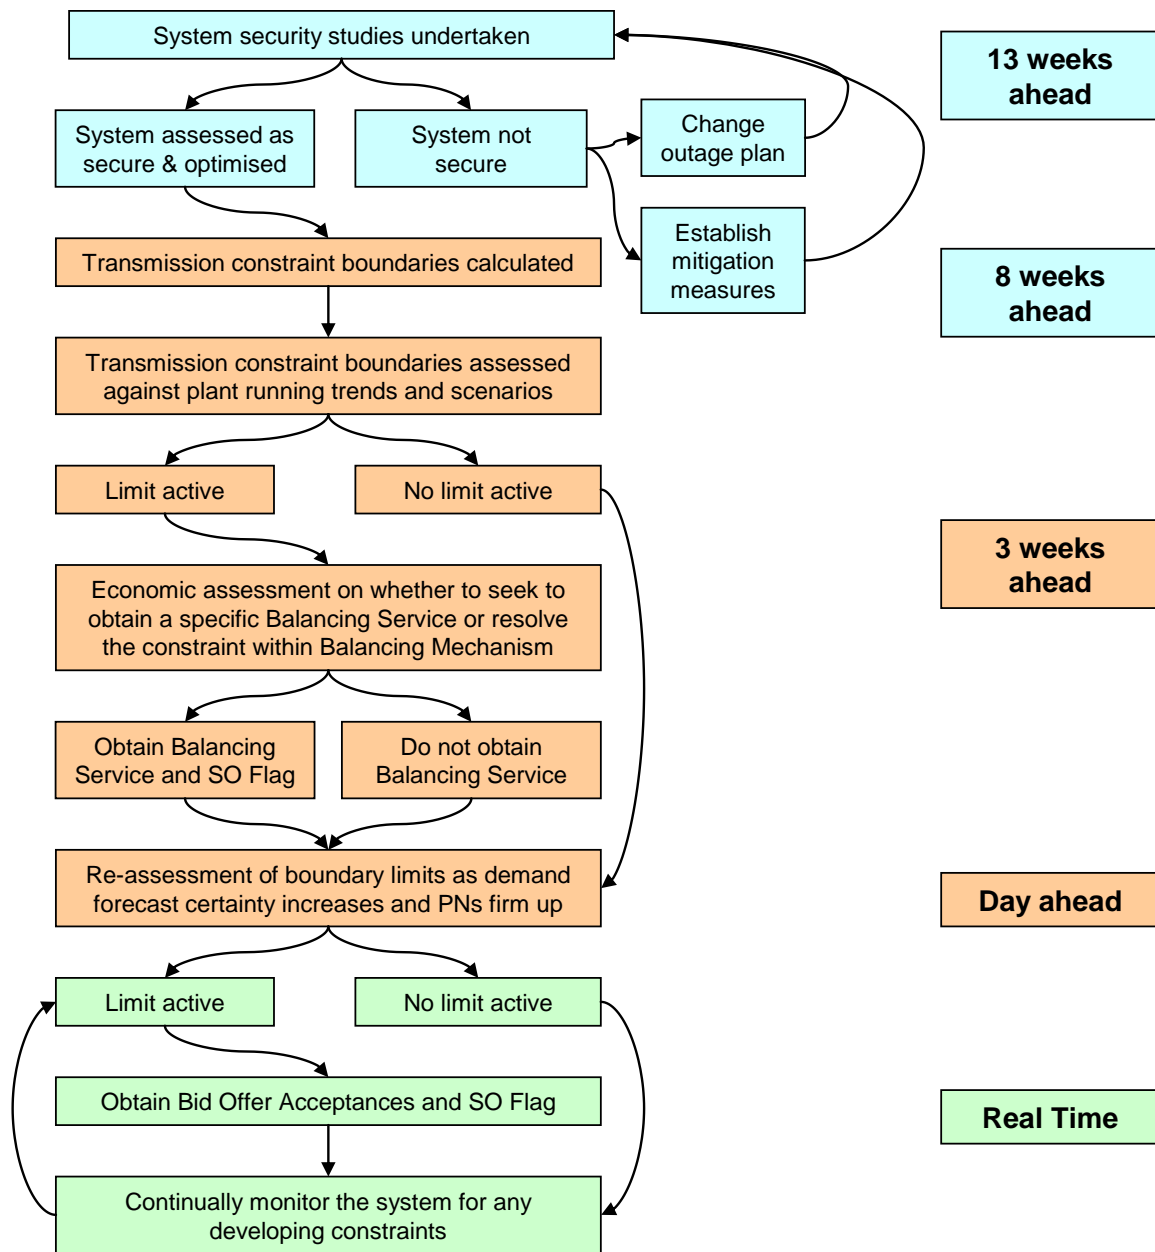 System security studies undertaken
13 weeks
ahead
System assessed as
secure & optimised
System not
secure
Change
outage plan
Establish
mitigation
measures
Transmission constraint boundaries calculated
8 weeks
ahead
Transmission constraint boundaries assessed
against plant running trends and scenarios
Limit active
No limit active
3 weeks
ahead
Economic assessment on whether to seek to
obtain a specific Balancing Service or resolve
the constraint within Balancing Mechanism
Obtain Balancing
Service and SO Flag
Do not obtain
Balancing Service
Re-assessment of boundary limits as demand
forecast certainty increases and PNs firm up
Day ahead
Limit active
No limit active
Obtain Bid Offer Acceptances and SO Flag
Real Time
Continually monitor the system for any
developing constraints